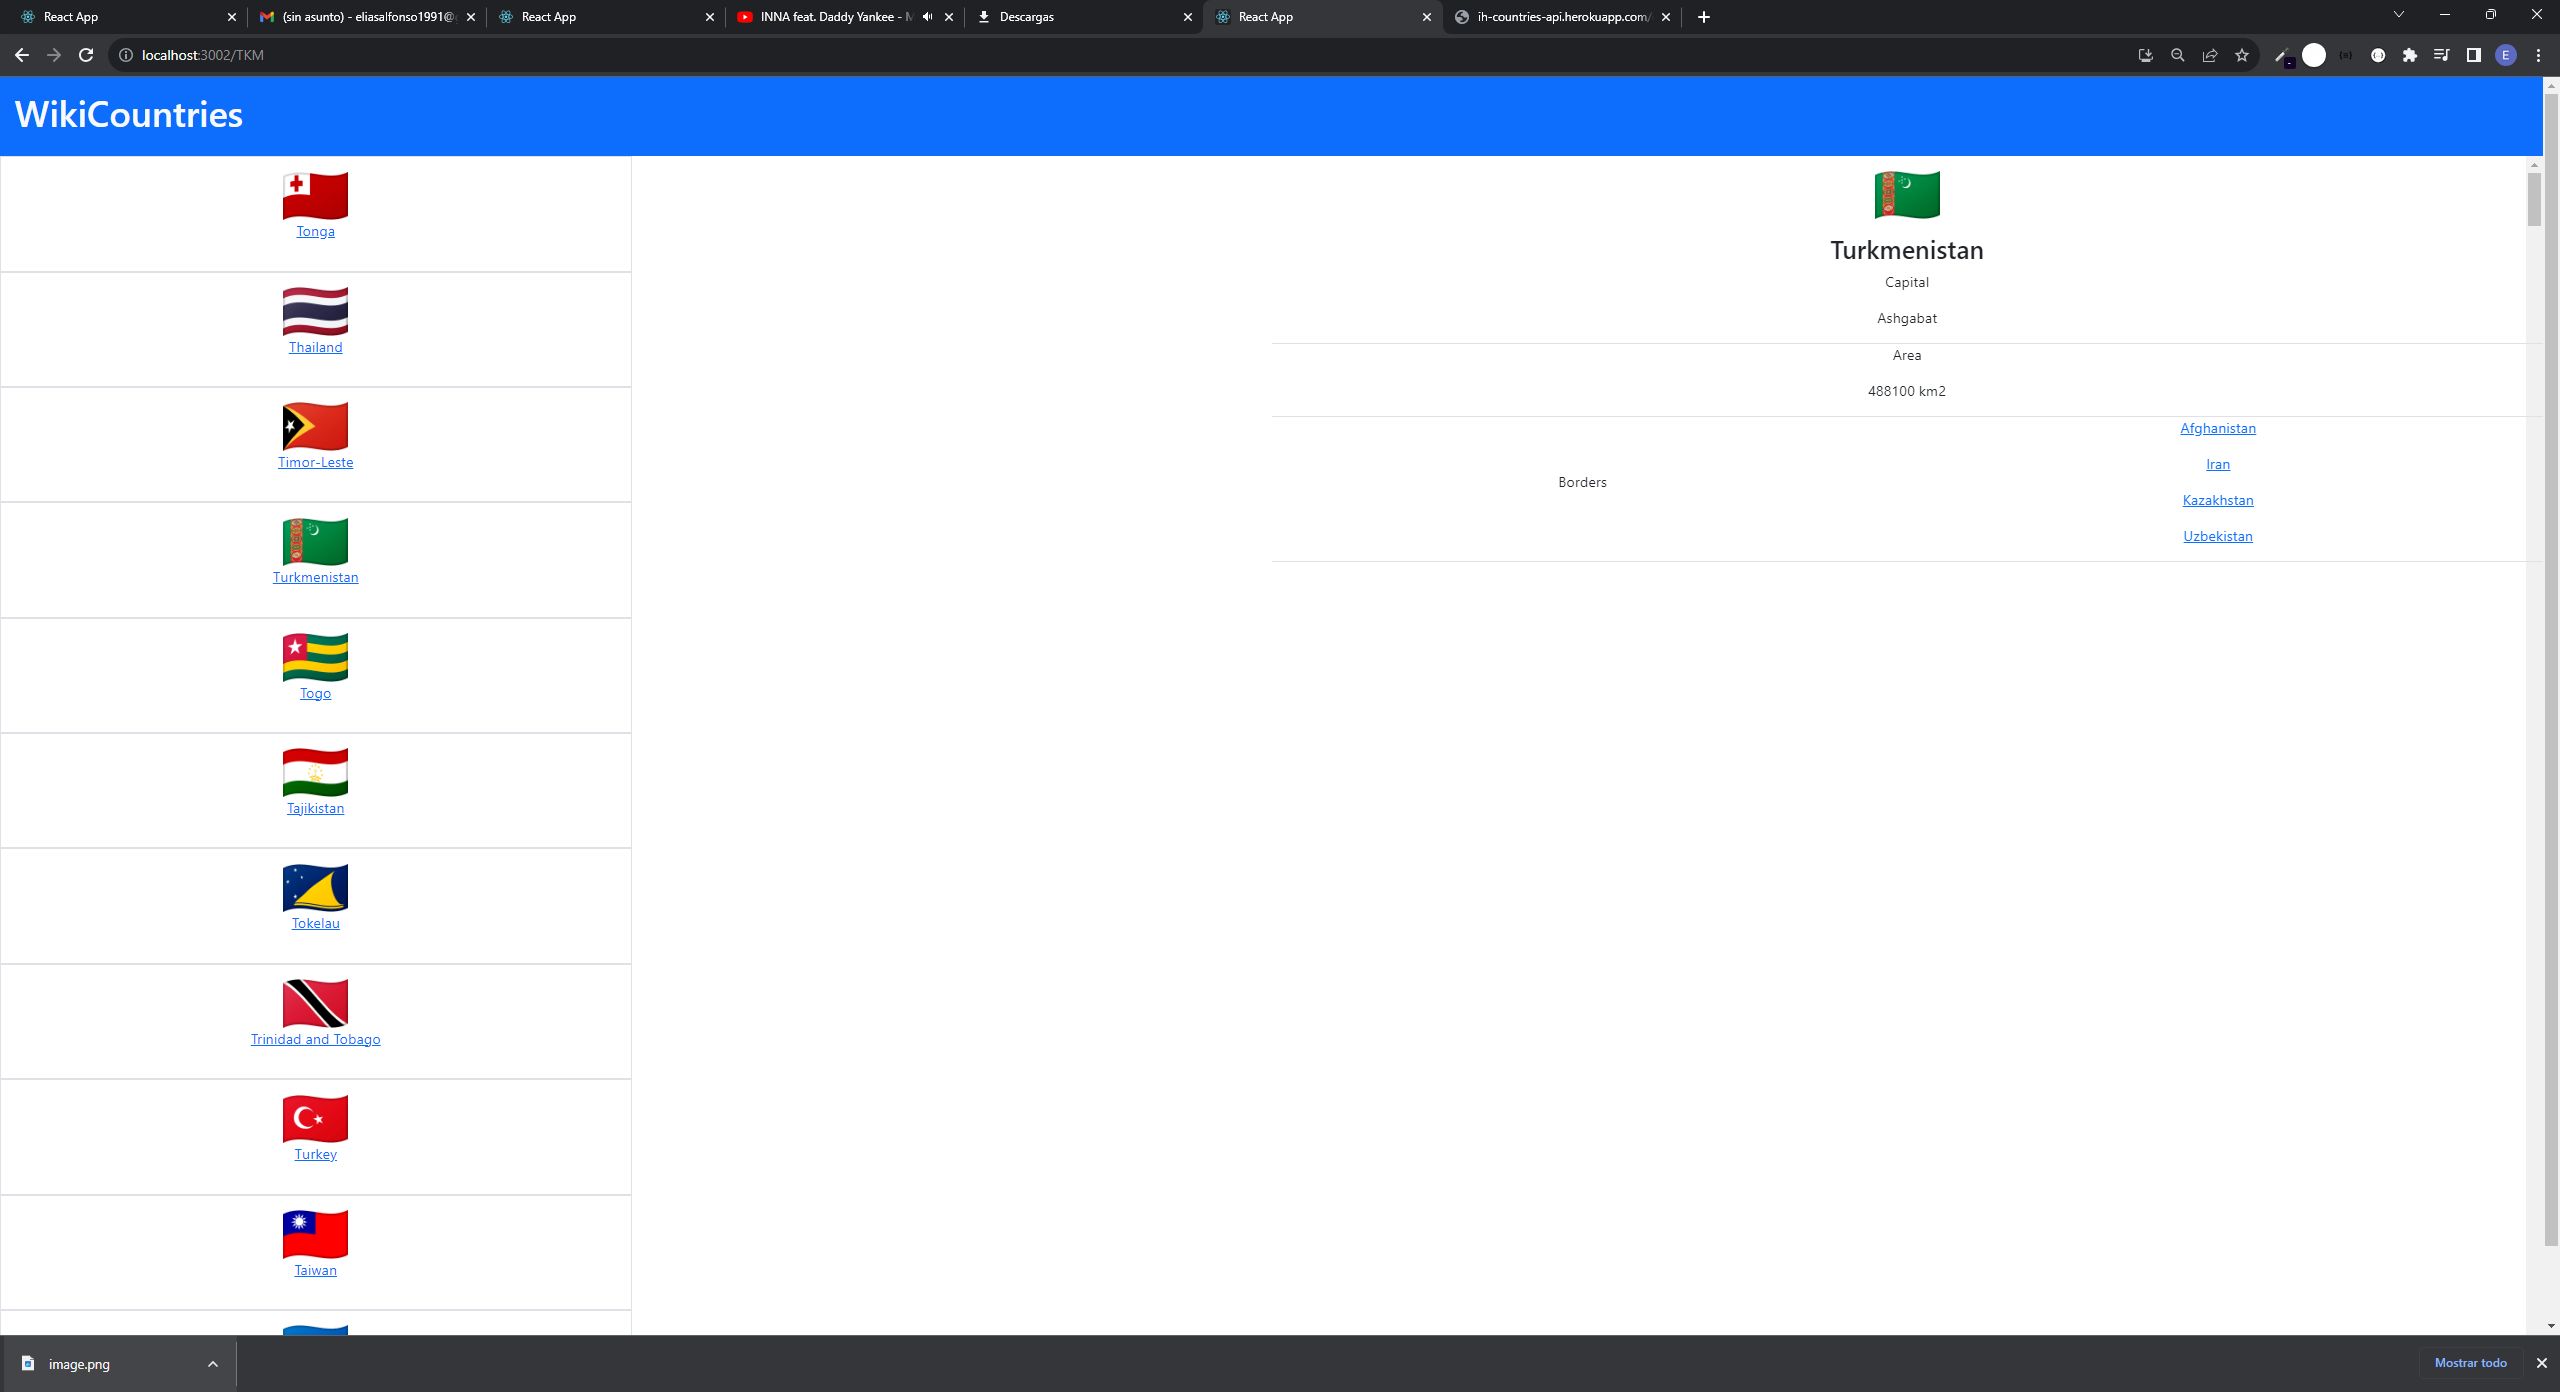 React App
(sin asunto) - eliasalfonso1991@
React App
INNA feat. Daddy Yankee - M
Descargas
React App
ih-countries-api.herokuapp.com/
localhost:3002/TKM
E
WikiCountries
Tonga
Thailand
Timor-Leste
Turkmenistan
Togo
Tajikistan
Tokelau
Trinidad and Tobago
Turkey
Taiwan
Turkmenistan
Capital
Ashgabat
Area
488100 km2
Borders
Afghanistan
Iran
Kazakhstan
Uzbekistan
image.png
Mostrar todo